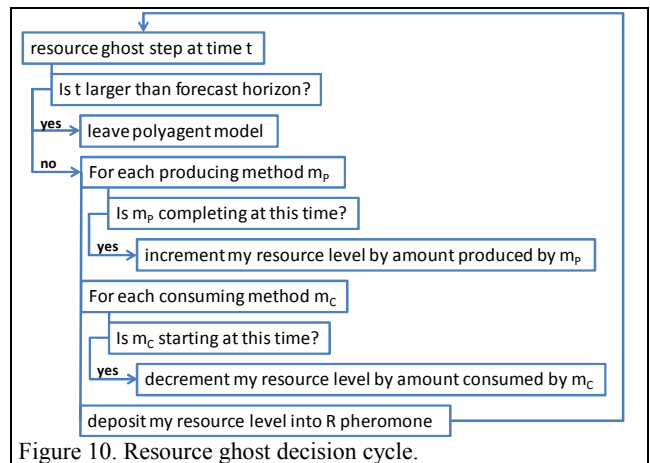 resource ghost step at time t
Is t larger than forecast horizon?
yes
leave polyagent model
no
For each producing method mP
Is mP completing at this time?
yes
increment my resource level by amount produced by mP
For each consuming method mC
Is mC starting at this time?
yes
decrement my resource level by amount consumed by mC
deposit my resource level into R pheromone
Figure 10. Resource ghost decision cycle.